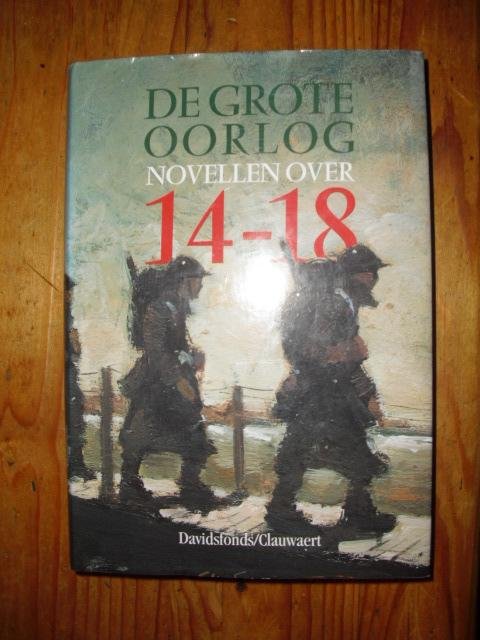 DE GROTE
OORLOG
NOVELLEN OVER
14-18
Davidsfonds/Clauwaert